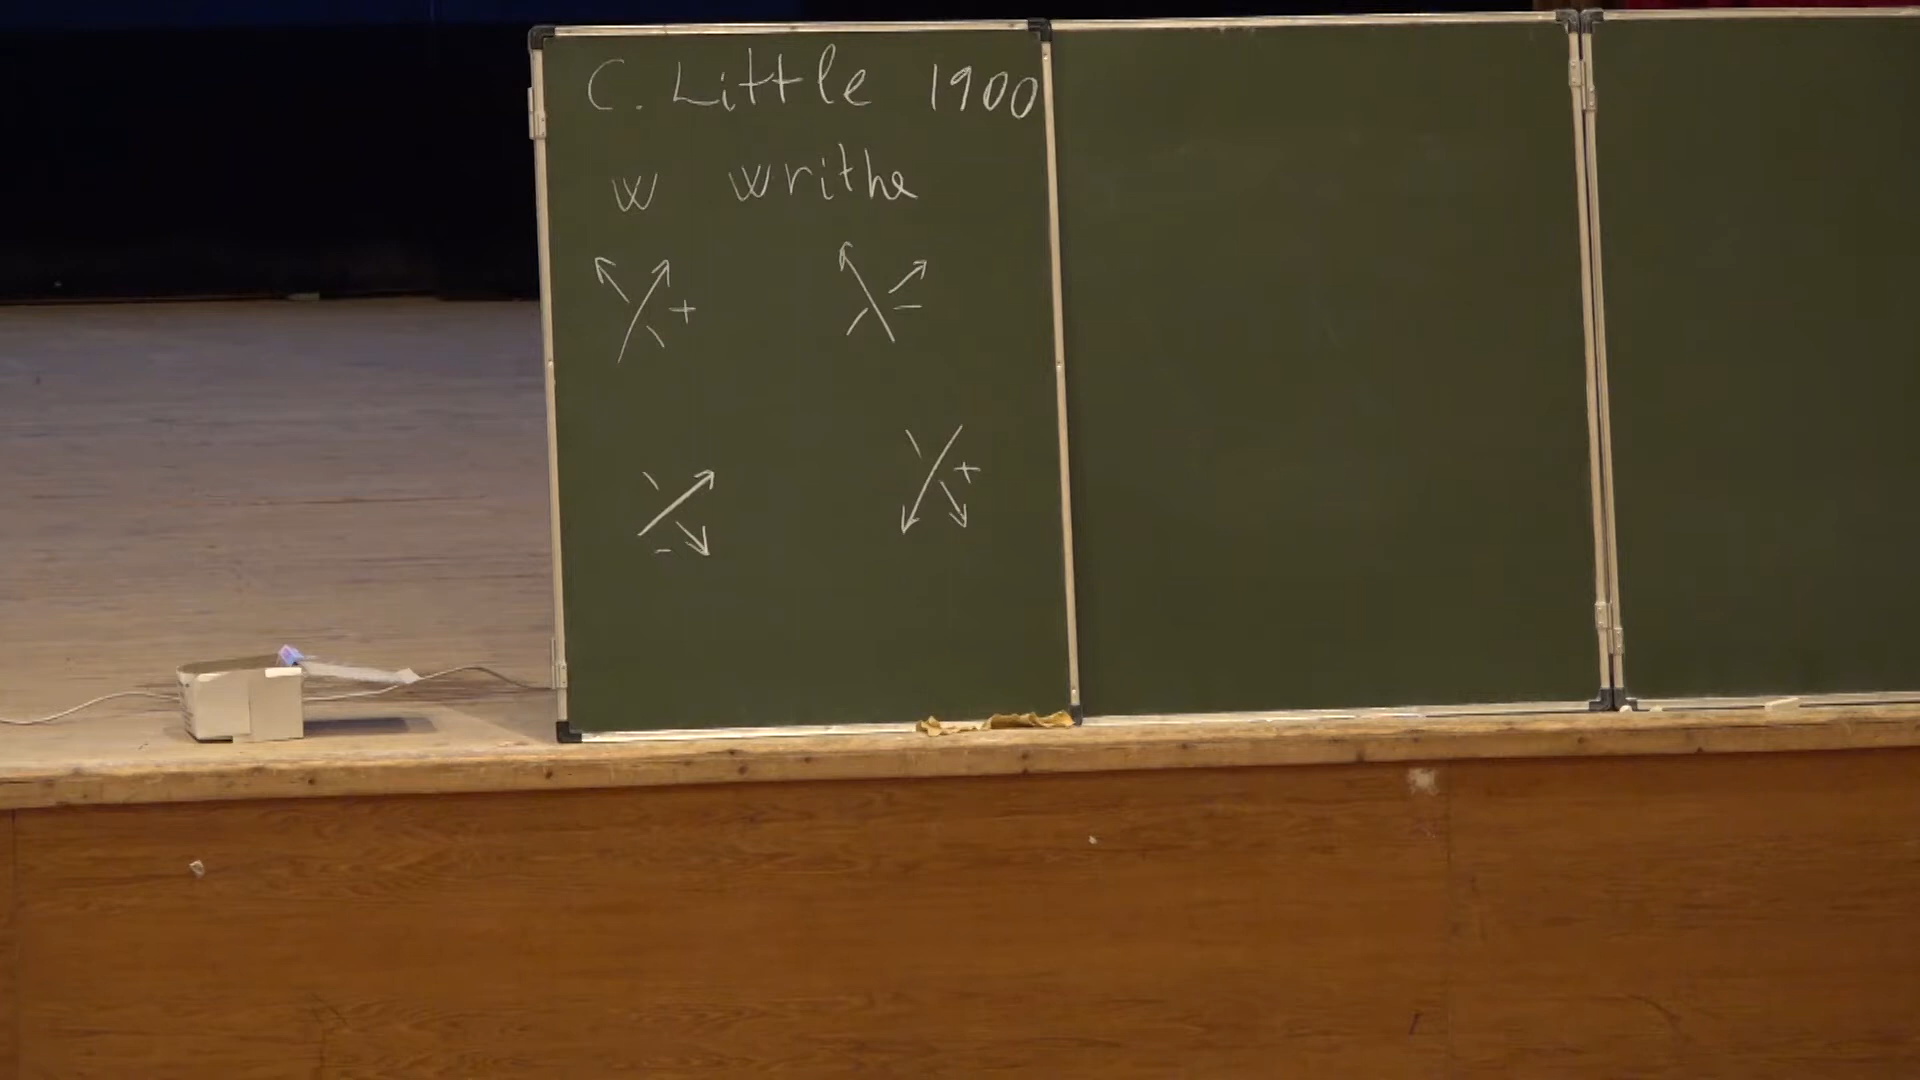 C. Little 1900
w writhe
+ −
− +